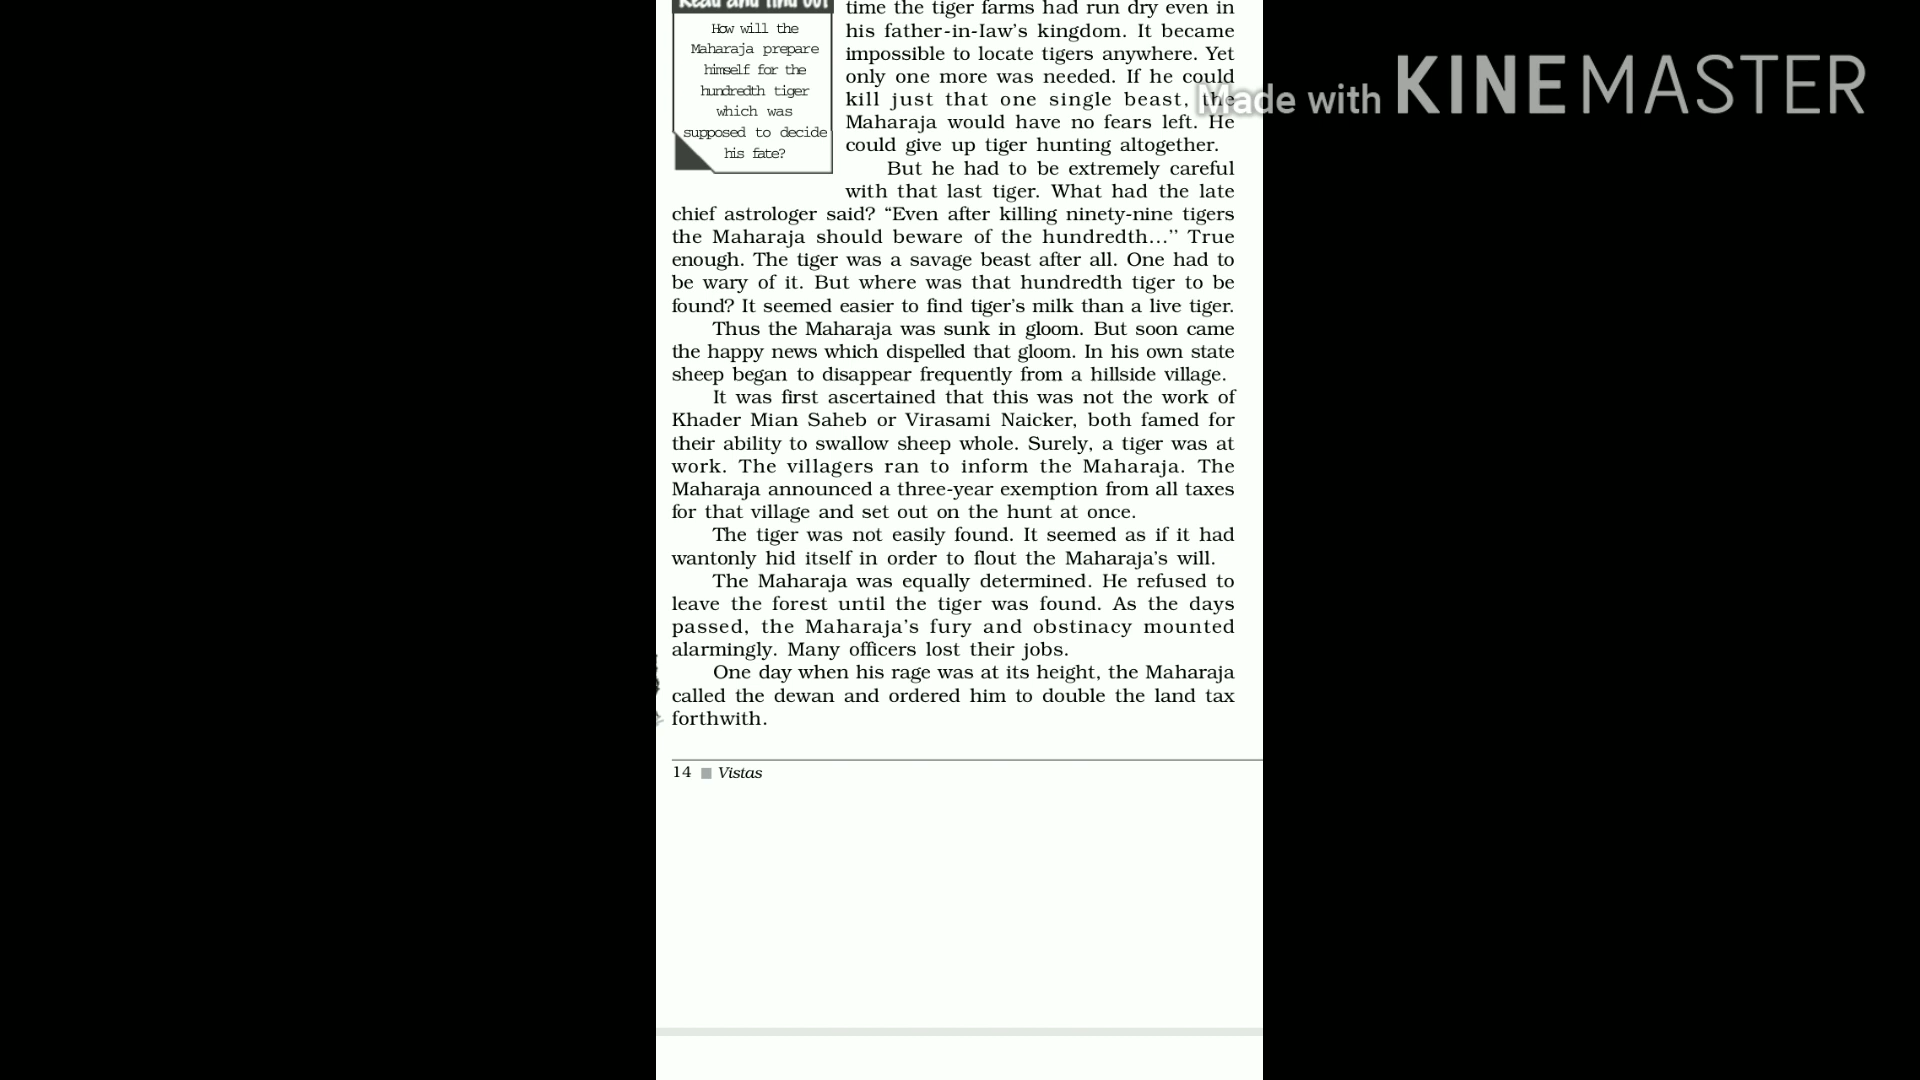 Read and find out
How will the
Maharaja prepare
himself for the
hundredth tiger
which was
supposed to decide
his fate?
time the tiger farms had run dry even in
his father-in-law’s kingdom. It became
impossible to locate tigers anywhere. Yet
only one more was needed. If he could
kill just that one single beast, the
Maharaja would have no fears left. He
could give up tiger hunting altogether.
But he had to be extremely careful
with that last tiger. What had the late
chief astrologer said? “Even after killing ninety-nine tigers
the Maharaja should beware of the hundredth...’’ True
enough. The tiger was a savage beast after all. One had to
be wary of it. But where was that hundredth tiger to be
found? It seemed easier to find tiger’s milk than a live tiger.
Thus the Maharaja was sunk in gloom. But soon came
the happy news which dispelled that gloom. In his own state
sheep began to disappear frequently from a hillside village.
It was first ascertained that this was not the work of
Khader Mian Saheb or Virasami Naicker, both famed for
their ability to swallow sheep whole. Surely, a tiger was at
work. The villagers ran to inform the Maharaja. The
Maharaja announced a three-year exemption from all taxes
for that village and set out on the hunt at once.
The tiger was not easily found. It seemed as if it had
wantonly hid itself in order to flout the Maharaja’s will.
The Maharaja was equally determined. He refused to
leave the forest until the tiger was found. As the days
passed, the Maharaja’s fury and obstinacy mounted
alarmingly. Many officers lost their jobs.
One day when his rage was at its height, the Maharaja
called the dewan and ordered him to double the land tax
forthwith.
14 Vistas
Made with KINEMASTER